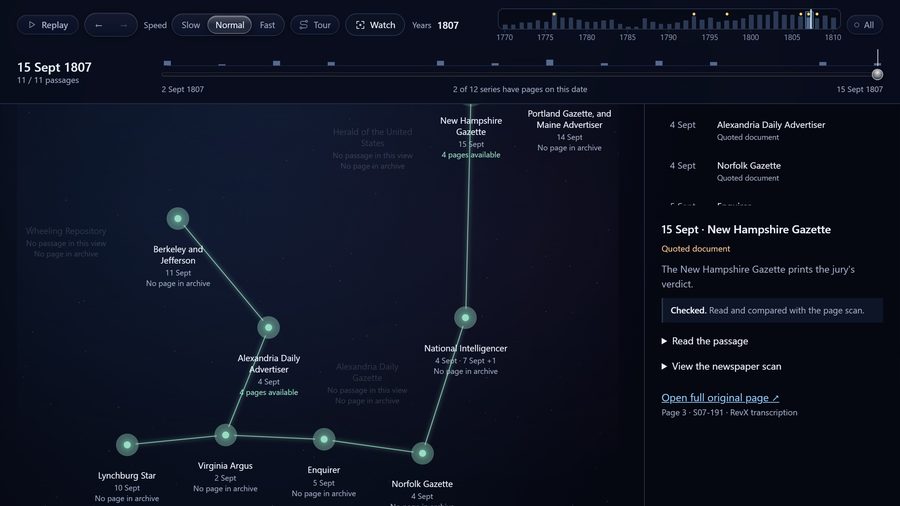 Replay
←
→
Speed
Slow
Normal
Fast
Tour
Watch
Years 1807
1770
1775
1780
1785
1790
1795
1800
1805
1810
All
15 Sept 1807
11 / 11 passages
2 Sept 1807
2 of 12 series have pages on this date
15 Sept 1807
Herald of the United
States
No passage in this view
No page in archive
New Hampshire
Gazette
15 Sept
4 pages available
Portland Gazette, and
Maine Advertiser
14 Sept
No page in archive
Wheeling Repository
No passage in this view
No page in archive
Berkeley and
Jefferson
11 Sept
No page in archive
Alexandria Daily
Advertiser
4 Sept
4 pages available
Alexandria Daily
Gazette
No passage in this view
No page in archive
National Intelligencer
4 Sept · 7 Sept +1
No page in archive
Lynchburg Star
10 Sept
No page in archive
Virginia Argus
2 Sept
No page in archive
Enquirer
5 Sept
No page in archive
Norfolk Gazette
4 Sept
4 Sept
Alexandria Daily Advertiser
Quoted document
4 Sept
Norfolk Gazette
Quoted document
15 Sept · New Hampshire Gazette
Quoted document
The New Hampshire Gazette prints the jury's
verdict.
Checked. Read and compared with the page scan.
Read the passage
View the newspaper scan
Open full original page ↗
Page 3 · S07-191 · RevX transcription